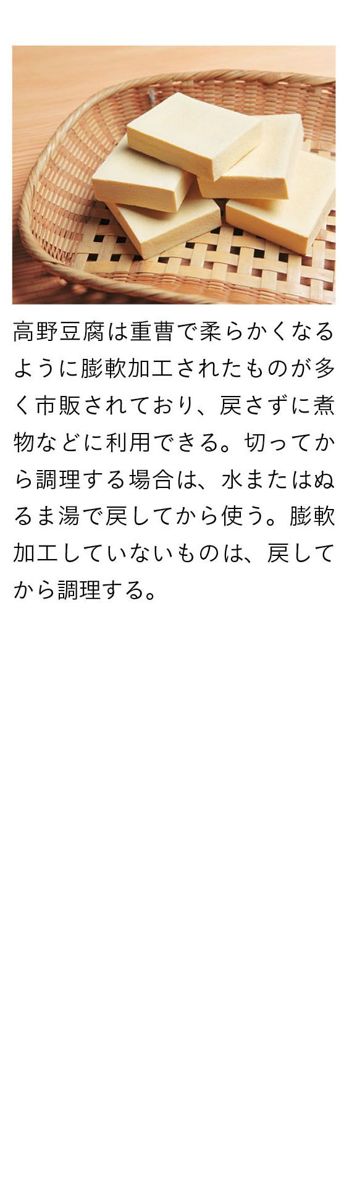 高野豆腐は重曹で柔らかくなる
ように膨軟加工されたものが多
く市販されており、戻さずに煮
物などに利用できる。切ってか
ら調理する場合は、水またはぬ
るま湯で戻してから使う。膨軟
加工していないものは、戻して
から調理する。